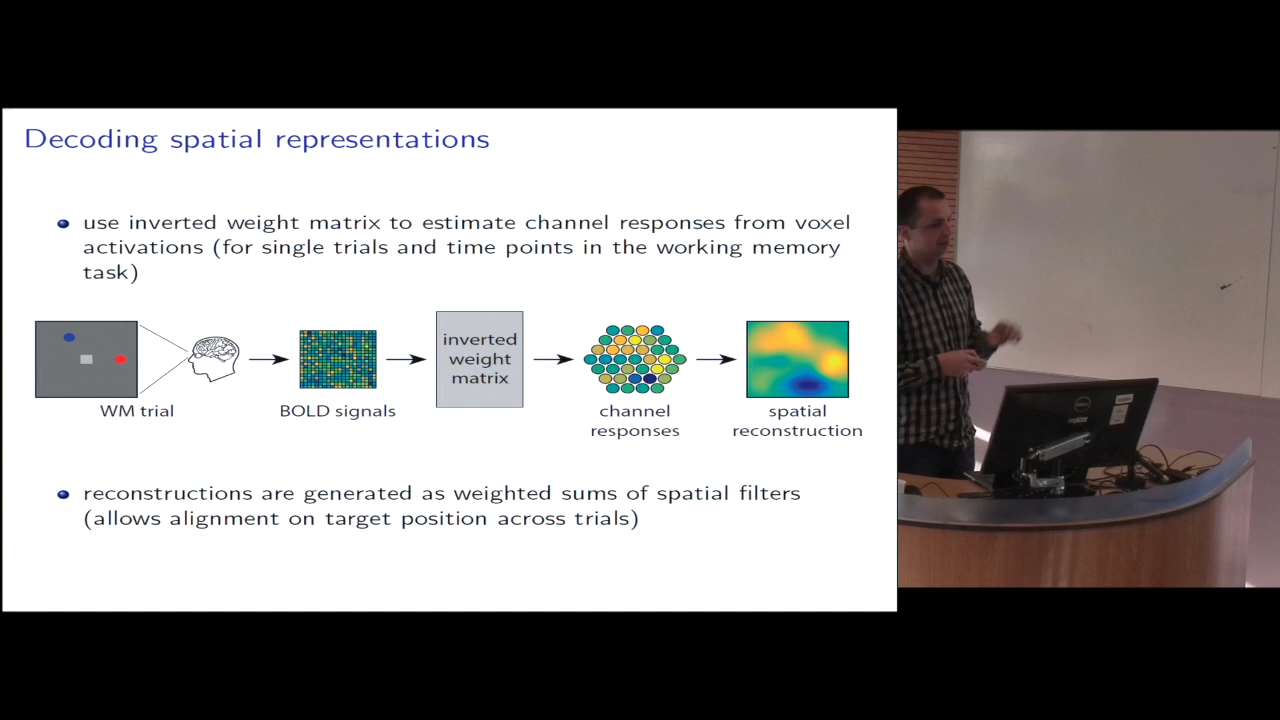 Decoding spatial representations
use inverted weight matrix to estimate channel responses from voxel
activations (for single trials and time points in the working memory
task)
inverted
weight
matrix
WM trial
BOLD signals
channel
responses
spatial
reconstruction
reconstructions are generated as weighted sums of spatial filters
(allows alignment on target position across trials)
DELL